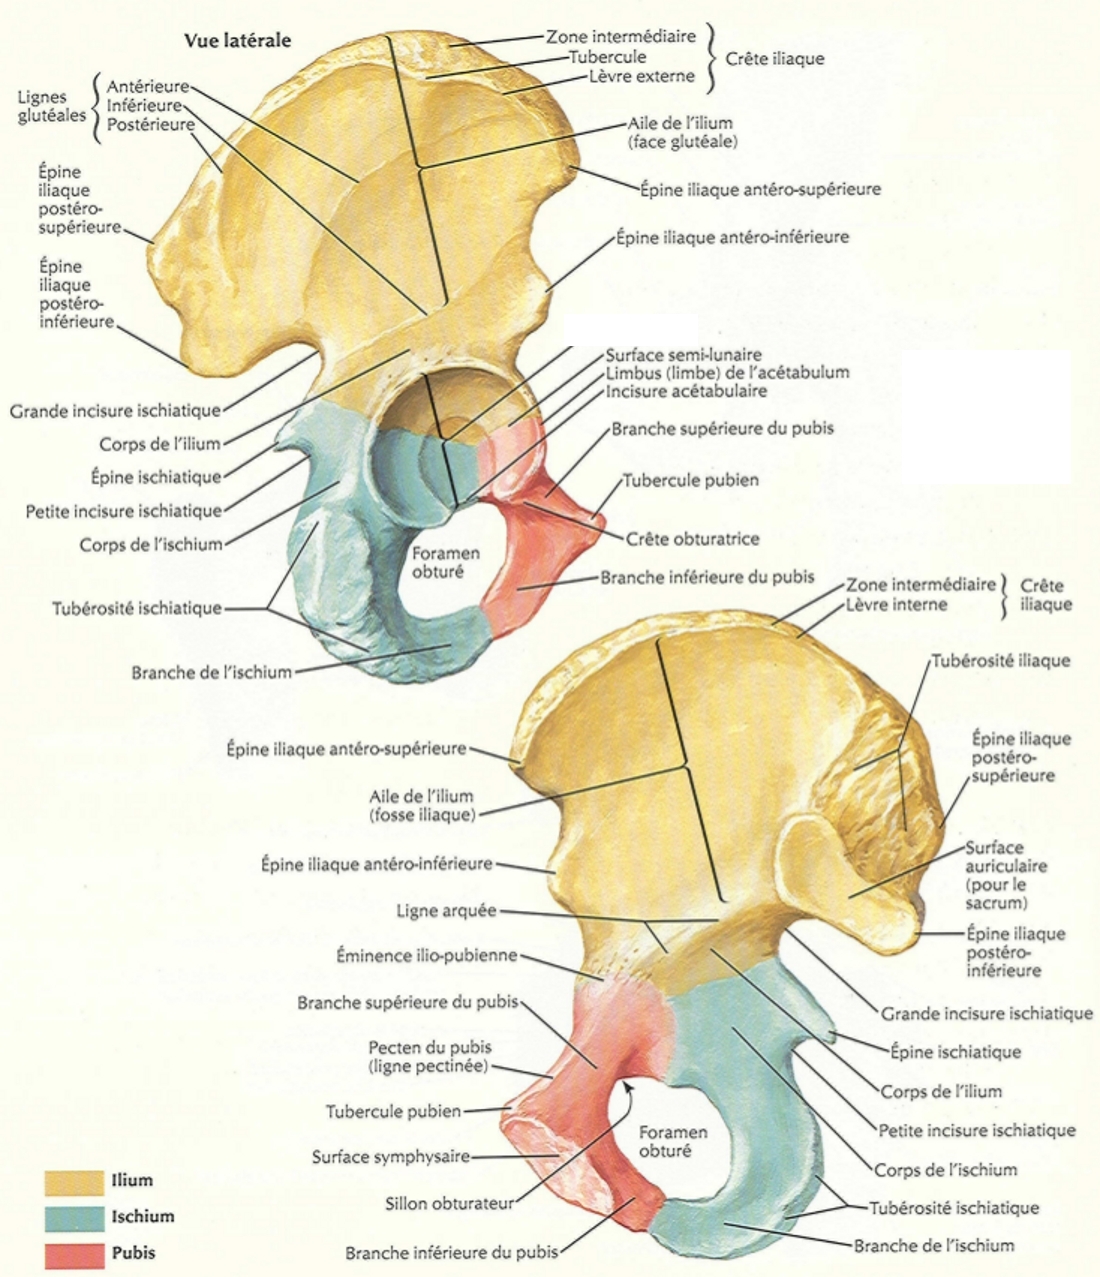 Vue latérale
Zone intermédiaire
Tubercule
Lèvre externe
Crête iliaque
Lignes
glutéales
Antérieure
Inférieure
Postérieure
Aile de l'ilium
(face glutéale)
Épine
iliaque
postéro-
supérieure
Épine iliaque antéro-supérieure
Épine iliaque antéro-inférieure
Épine
iliaque
postéro-
inférieure
Surface semi-lunaire
Limbus (limbe) de l'acétabulum
Incisure acétabulaire
Grande incisure ischiatique
Branche supérieure du pubis
Corps de l'ilium
Épine ischiatique
Tubercule pubien
Petite incisure ischiatique
Crête obturatrice
Corps de l'ischium
Foramen
obturé
Branche inférieure du pubis
Tubérosité ischiatique
Branche de l'ischium
Zone intermédiaire
Lèvre interne
Crête
iliaque
Tubérosité iliaque
Épine iliaque antéro-supérieure
Épine iliaque
postéro-
supérieure
Aile de l'ilium
(fosse iliaque)
Surface
auriculaire
(pour le
sacrum)
Épine iliaque antéro-inférieure
Ligne arquée
Épine iliaque
postéro-
inférieure
Éminence ilio-pubienne
Branche supérieure du pubis
Grande incisure ischiatique
Pecten du pubis
(ligne pectinée)
Épine ischiatique
Corps de l'ilium
Tubercule pubien
Foramen
obturé
Petite incisure ischiatique
Surface symphysaire
Corps de l'ischium
Sillon obturateur
Tubérosité ischiatique
Branche inférieure du pubis
Branche de l'ischium
Ilium
Ischium
Pubis